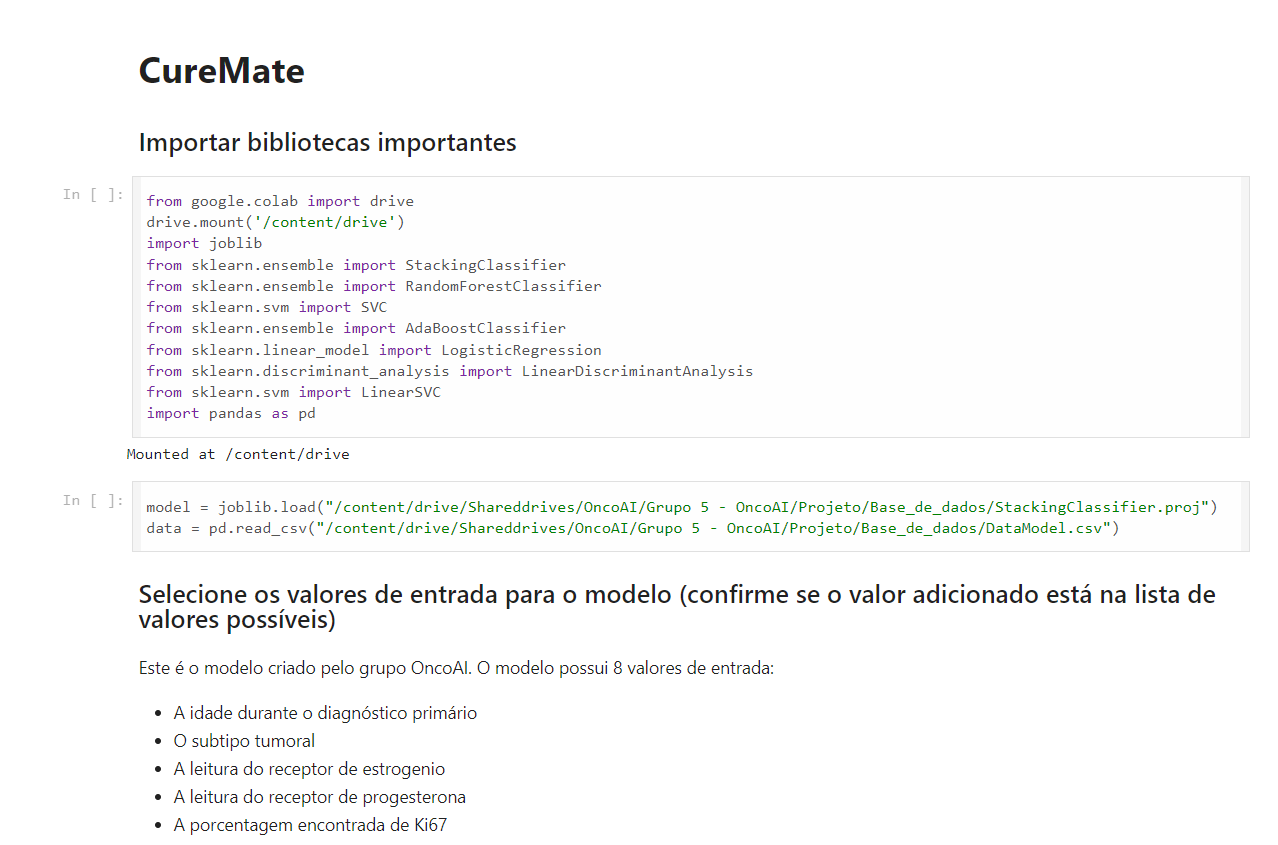 CureMate
Importar bibliotecas importantes
In [ ]:
from google.colab import drive
drive.mount('/content/drive')
import joblib
from sklearn.ensemble import StackingClassifier
from sklearn.ensemble import RandomForestClassifier
from sklearn.svm import SVC
from sklearn.ensemble import AdaBoostClassifier
from sklearn.linear_model import LogisticRegression
from sklearn.discriminant_analysis import LinearDiscriminantAnalysis
from sklearn.svm import LinearSVC
import pandas as pd
Mounted at /content/drive
In [ ]:
model = joblib.load("/content/drive/Shareddrives/OncoAI/Grupo 5 - OncoAI/Projeto/Base_de_dados/StackingClassifier.proj")
data = pd.read_csv("/content/drive/Shareddrives/OncoAI/Grupo 5 - OncoAI/Projeto/Base_de_dados/DataModel.csv")
Selecione os valores de entrada para o modelo (confirme se o valor adicionado está na lista de
valores possíveis)
Este é o modelo criado pelo grupo OncoAI. O modelo possui 8 valores de entrada:
• A idade durante o diagnóstico primário
• O subtipo tumoral
• A leitura do receptor de estrogenio
• A leitura do receptor de progesterona
• A porcentagem encontrada de Ki67